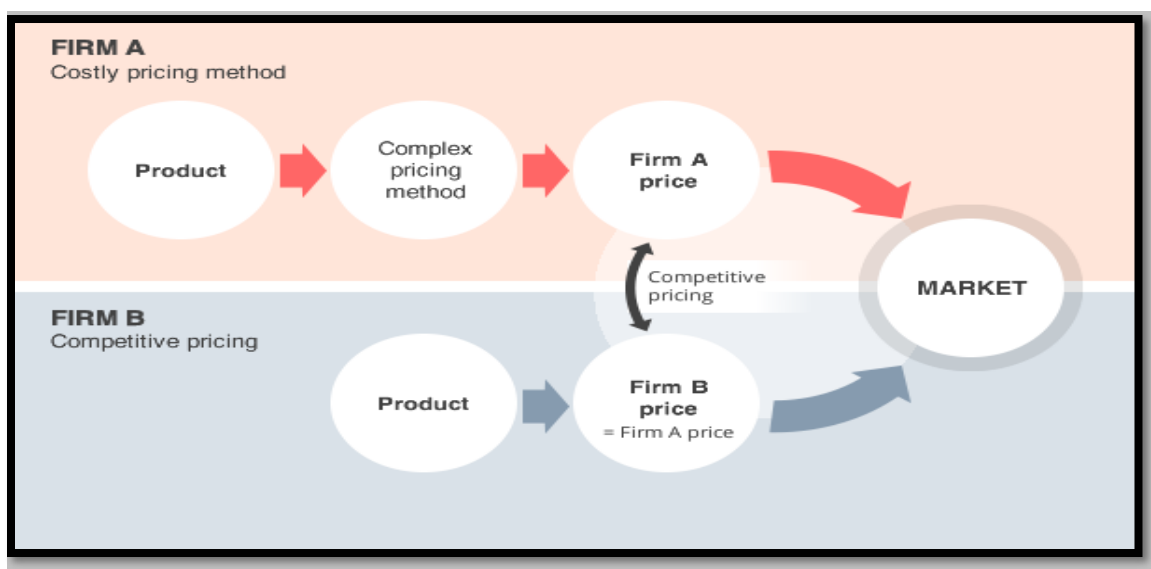 FIRM A
Costly pricing method
Product
Complex
pricing
method
Firm A
price
Competitive
pricing
MARKET
FIRM B
Competitive pricing
Product
Firm B
price
= Firm A price